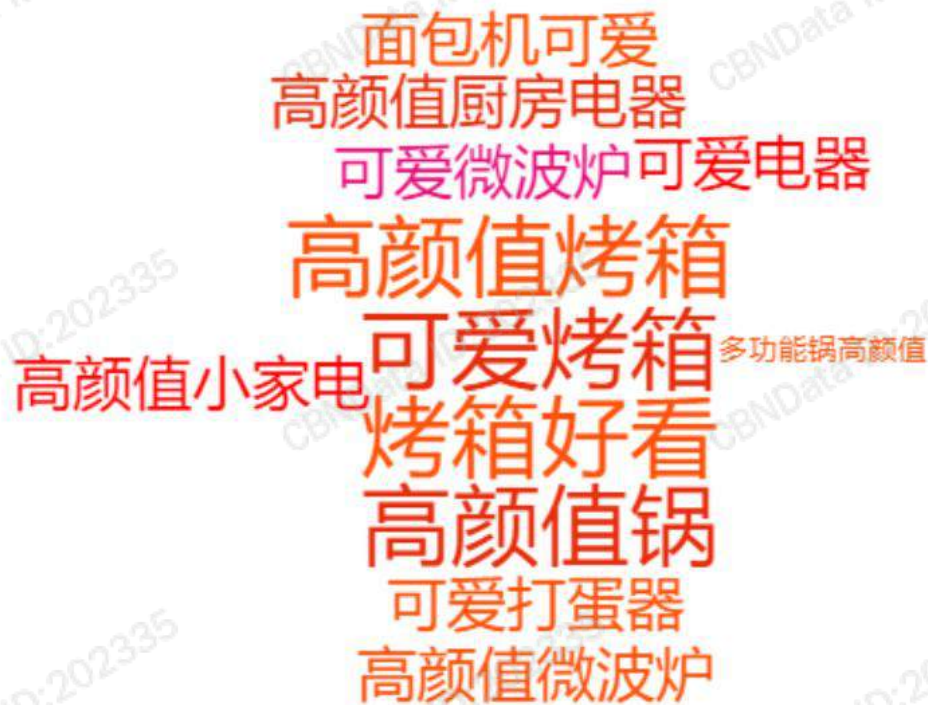 面包机可爱
高颜值厨房电器
可爱微波炉 可爱电器
高颜值烤箱
可爱烤箱
多功能锅高颜值
高颜值小家电
烤箱好看
高颜值锅
可爱打蛋器
高颜值微波炉
CBNData
ID:202335